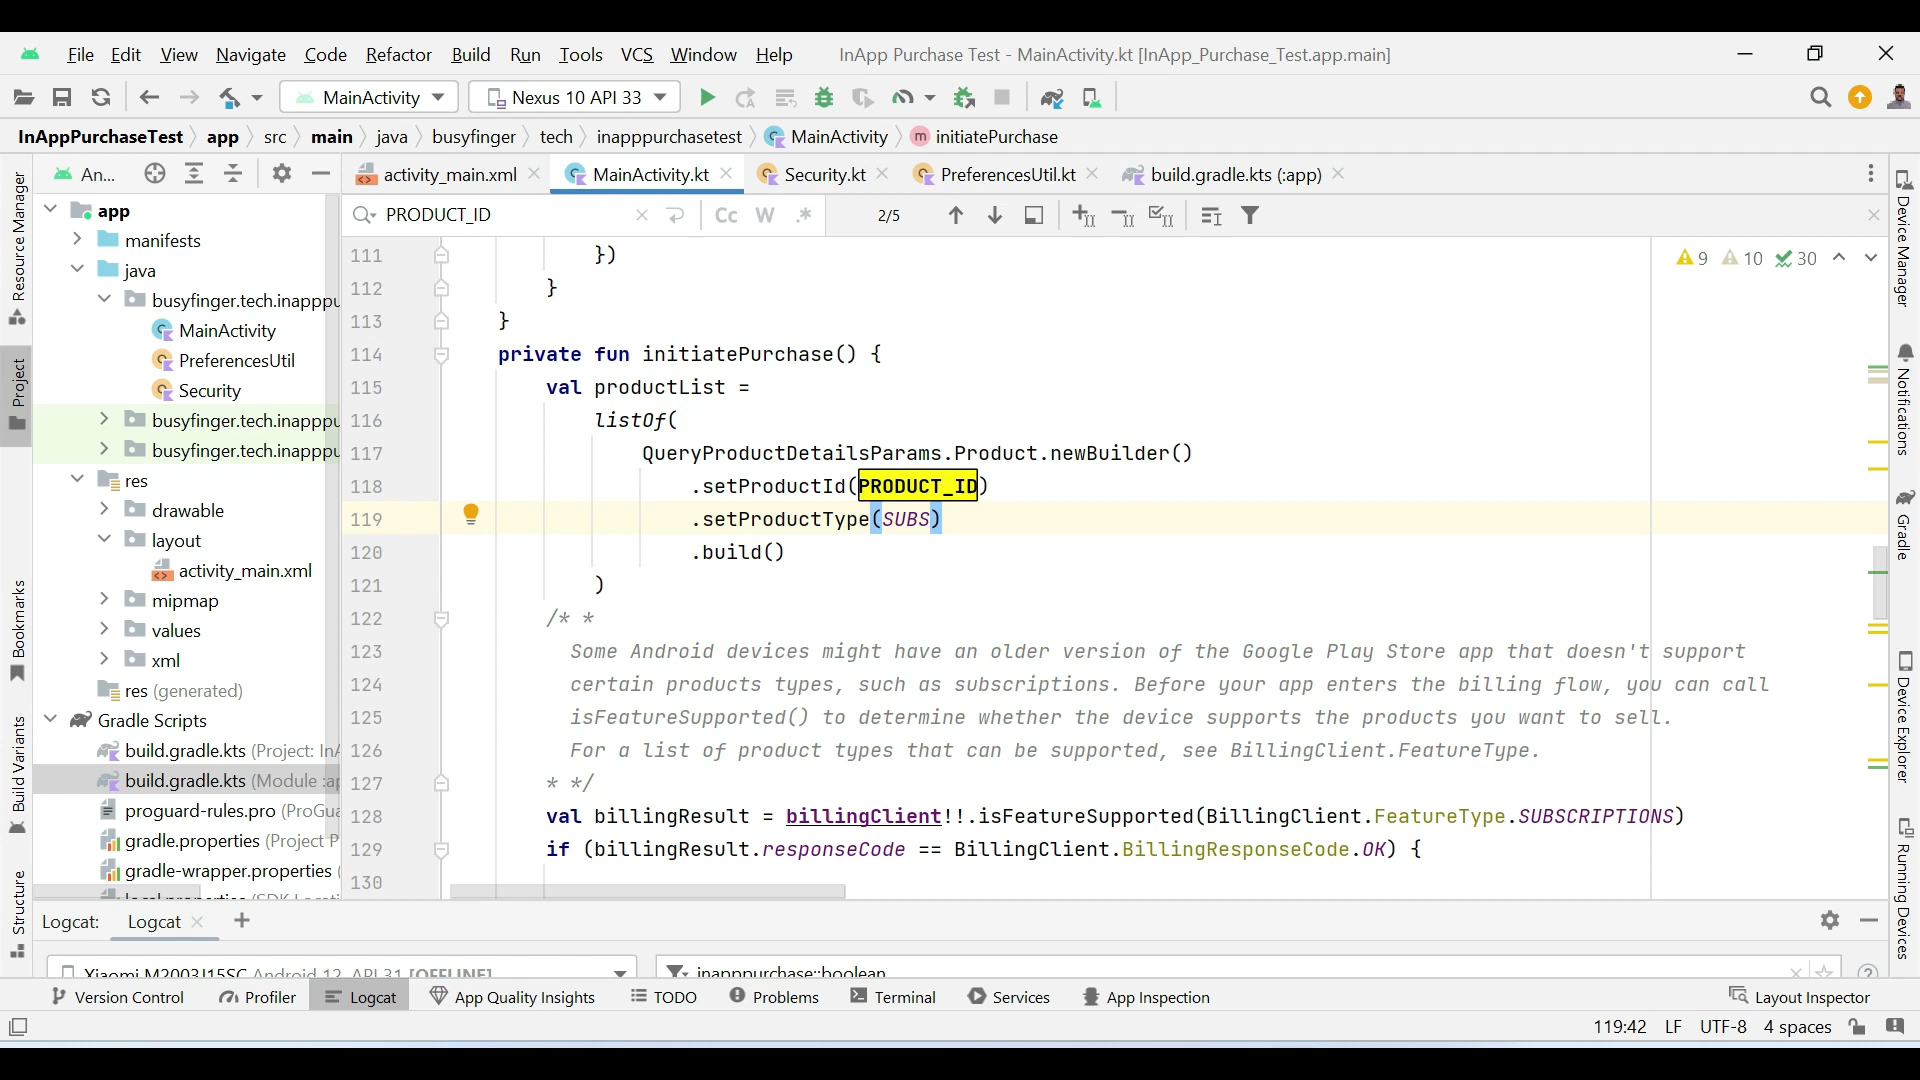 File Edit View Navigate Code Refactor Build Run Tools VCS Window Help InApp Purchase Test - MainActivity.kt [InApp_Purchase_Test.app.main]
MainActivity Nexus 10 API 33
InAppPurchaseTest app src main java busyfinger tech inapppurchasetest MainActivity m initiatePurchase
An... activity_main.xml MainActivity.kt Security.kt PreferencesUtil.kt build.gradle.kts (:app)
PRODUCT_ID Cc W .* 2/5
Resource Manager
Project
Bookmarks
Build Variants
Structure
app
manifests
java
busyfinger.tech.inapppu
MainActivity
PreferencesUtil
Security
busyfinger.tech.inapppu
busyfinger.tech.inapppu
res
drawable
layout
activity_main.xml
mipmap
values
xml
res (generated)
Gradle Scripts
build.gradle.kts (Project: InA
build.gradle.kts (Module :ap
proguard-rules.pro (ProGua
gradle.properties (Project P
gradle-wrapper.properties (
9 10 30
111 })
112 }
113 }
114 private fun initiatePurchase() {
115 val productList =
116 listOf(
117 QueryProductDetailsParams.Product.newBuilder()
118 .setProductId(PRODUCT_ID)
119 .setProductType(SUBS)
120 .build()
121 )
122 /* *
123 Some Android devices might have an older version of the Google Play Store app that doesn't support
124 certain products types, such as subscriptions. Before your app enters the billing flow, you can call
125 isFeatureSupported() to determine whether the device supports the products you want to sell.
126 For a list of product types that can be supported, see BillingClient.FeatureType.
127 * */
128 val billingResult = billingClient!!.isFeatureSupported(BillingClient.FeatureType.SUBSCRIPTIONS)
129 if (billingResult.responseCode == BillingClient.BillingResponseCode.OK) {
130
Device Manager
Notifications
Gradle
Device Explorer
Running Devices
Logcat: Logcat
Xiaomi M2003J15SC Android 12, API 31 [OFFLINE] inapppurchase::boolean
Version Control Profiler Logcat App Quality Insights TODO Problems Terminal Services App Inspection Layout Inspector
119:42 LF UTF-8 4 spaces